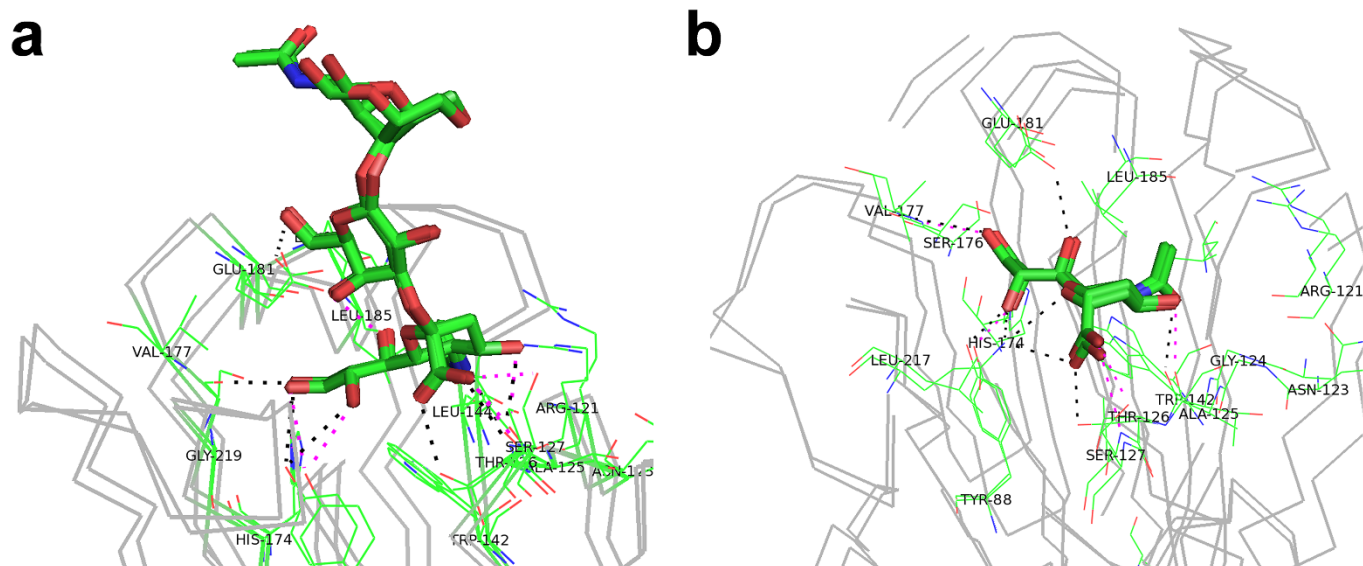 a
GLU-181
LEU-185
VAL-177
LEU-144
ARG-121
SER-127
GLY-219
ALA-125
HIS-174
TRP-142
b
GLU-181
LEU-185
VAL-177
SER-176
ARG-121
HIS-174
LEU-217
GLY-124
ASN-123
TRP-142
THR-126
ALA-125
SER-127
TYR-88